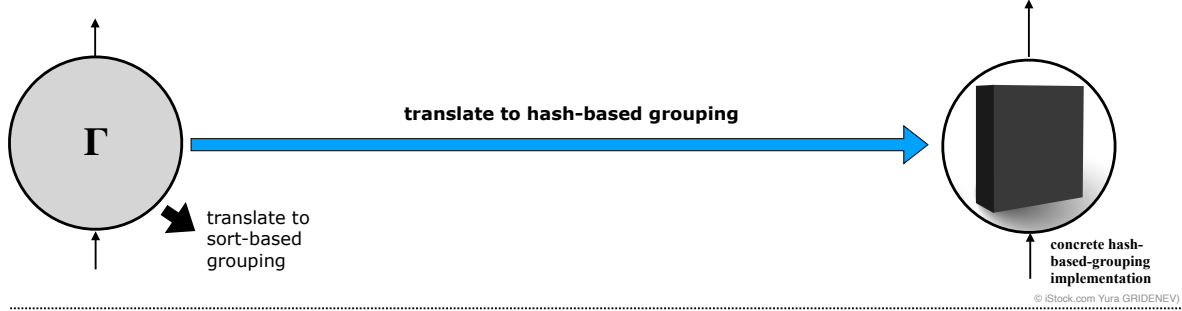 translate to hash-based grouping
Γ
translate to
sort-based
grouping
concrete hash-
based-grouping
implementation
© iStock.com Yura GRIDENEV)